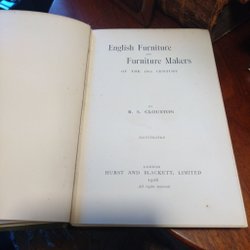 English Furniture
AND
Furniture Makers
OF THE 18TH CENTURY
BY
R. S. CLOUSTON
ILLUSTRATED
LONDON
HURST AND BLACKETT, LIMITED
1906
All rights reserved